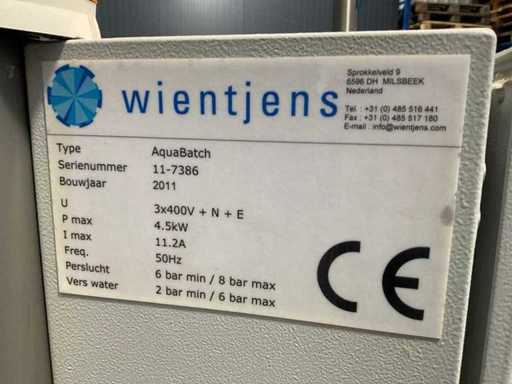 wientjens
Sprokkelveld 9
6596 DH MILSBEEK
Nederland
Tel. : +31 (0) 485 516 441
Fax : +31 (0) 485 517 180
E-mail : info@wientjens.com
Type AquaBatch
Serienummer 11-7386
Bouwjaar 2011
U 3x400V + N + E
P max 4.5kW
I max 11.2A
Freq. 50Hz
Perslucht 6 bar min / 8 bar max
Vers water 2 bar min / 6 bar max
CE